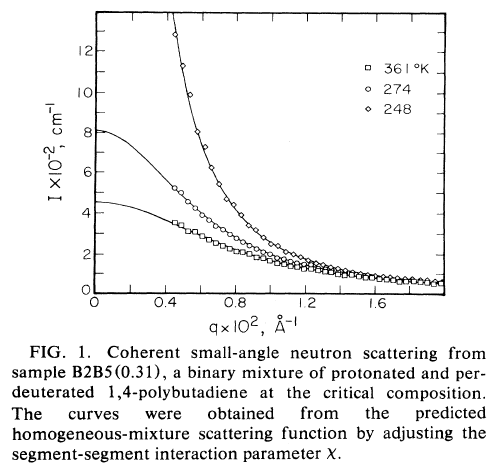 12
10
8
6
4
2
0
I x10⁻², cm⁻¹
□ 361 °K
○ 274
◇ 248
0 0.4 0.8 1.2 1.6
q x 10², Å⁻¹
FIG. 1. Coherent small-angle neutron scattering from
sample B2B5(0.31), a binary mixture of protonated and per-
deuterated 1,4-polybutadiene at the critical composition.
The curves were obtained from the predicted
homogeneous-mixture scattering function by adjusting the
segment-segment interaction parameter χ.